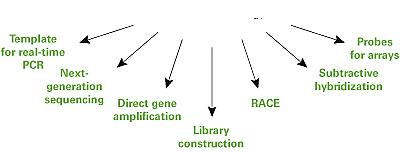 Template
for real-time
PCR
Next-
generation
sequencing
Direct gene
amplification
Library
construction
RACE
Subtractive
hybridization
Probes
for arrays